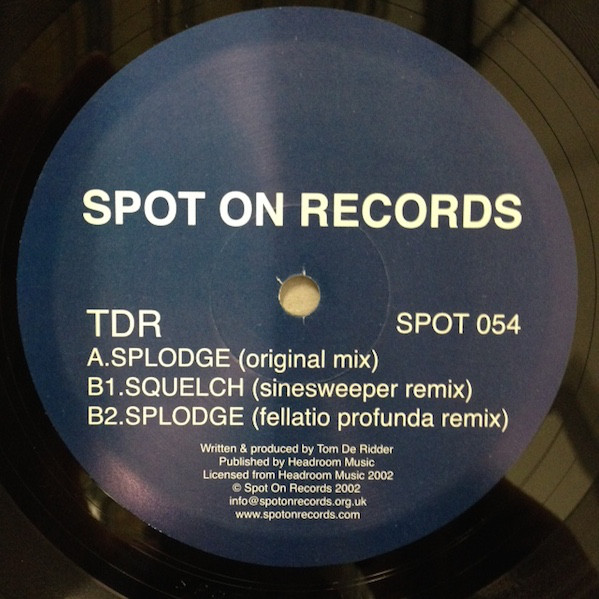 SPOT ON RECORDS
TDR SPOT 054
A.SPLODGE (original mix)
B1.SQUELCH (sinesweeper remix)
B2.SPLODGE (fellatio profunda remix)
Written & produced by Tom De Ridder
Published by Headroom Music
Licensed from Headroom Music 2002
© Spot On Records 2002
info@spotonrecords.org.uk
www.spotonrecords.com